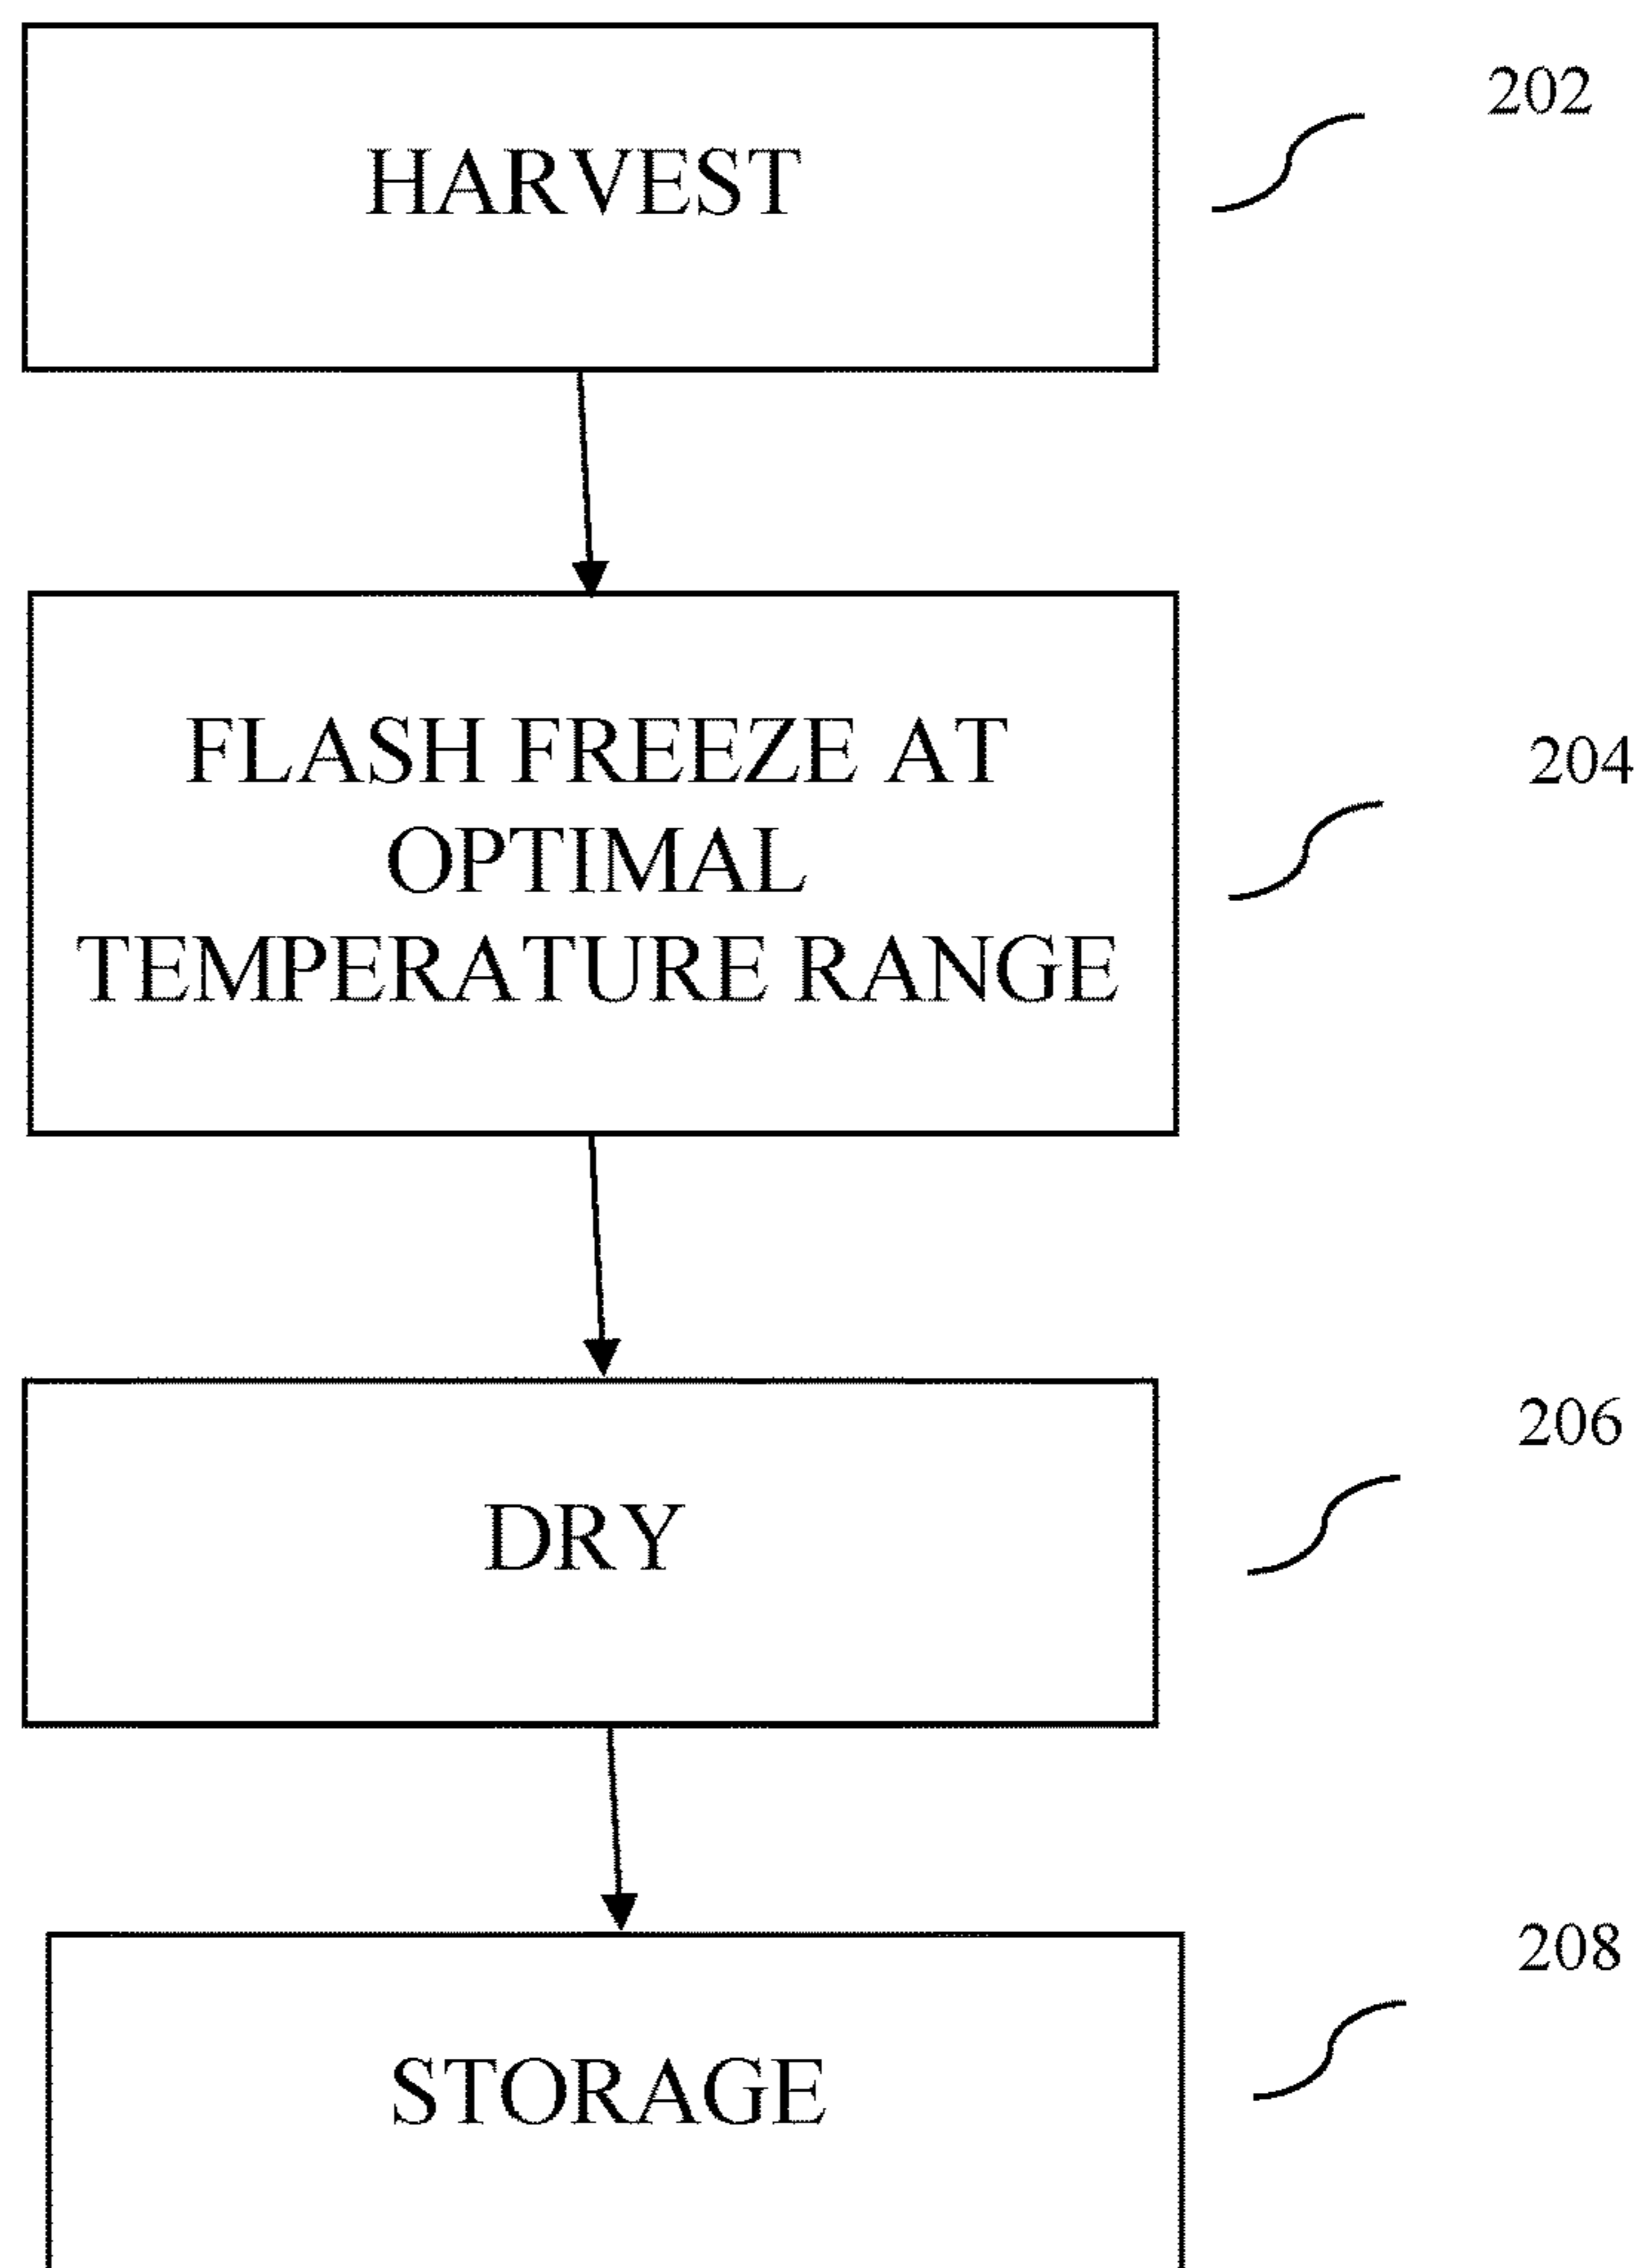 HARVEST
202
FLASH FREEZE AT
OPTIMAL
TEMPERATURE RANGE
204
DRY
206
STORAGE
208